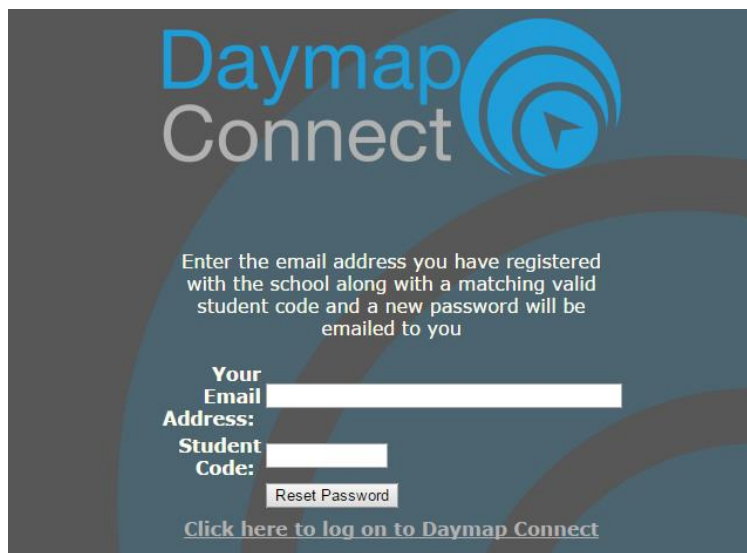 Daymap
Connect
Enter the email address you have registered
with the school along with a matching valid
student code and a new password will be
emailed to you
Your
Email
Address:
Student
Code:
Reset Password
Click here to log on to Daymap Connect